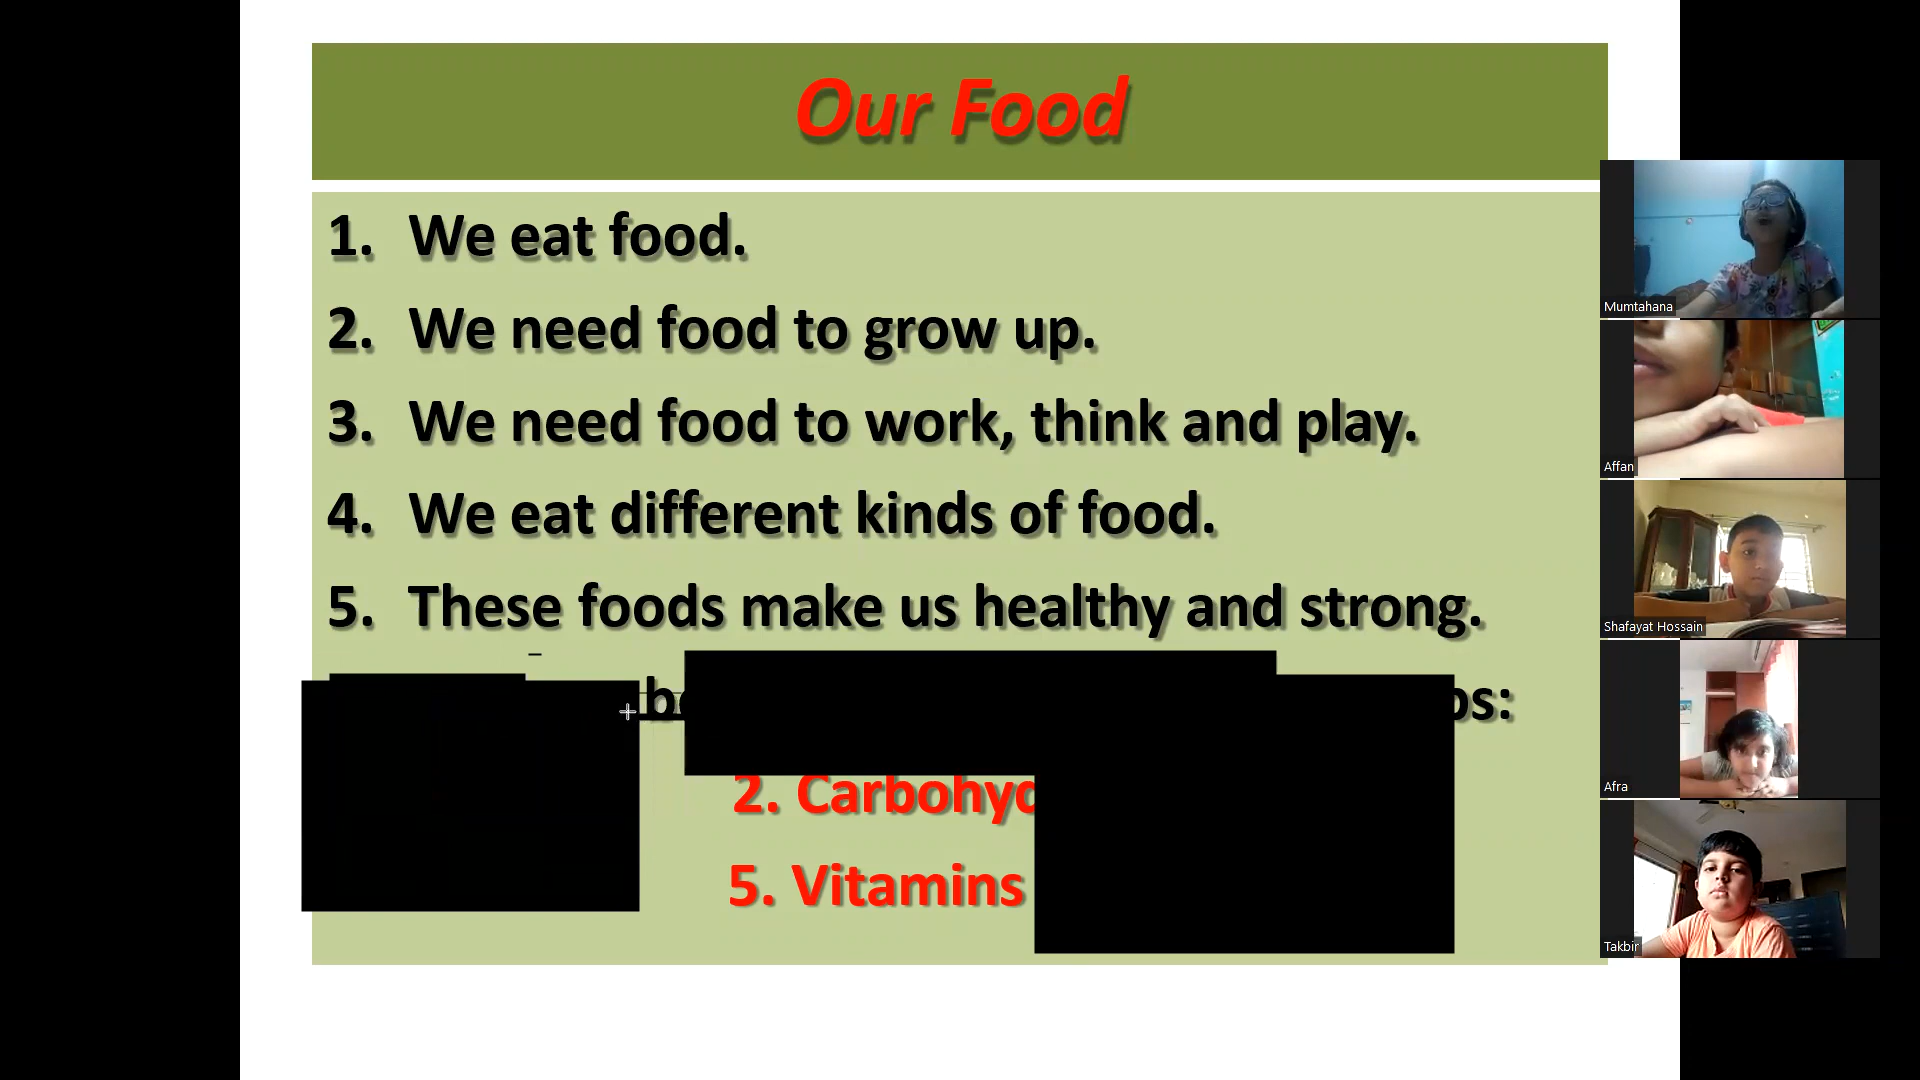 Our Food
1. We eat food.
2. We need food to grow up.
3. We need food to work, think and play.
4. We eat different kinds of food.
5. These foods make us healthy and strong.
2.
5. Vitamins
Mumtahana
Affan
Shafayat Hossain
Afra
Takbir